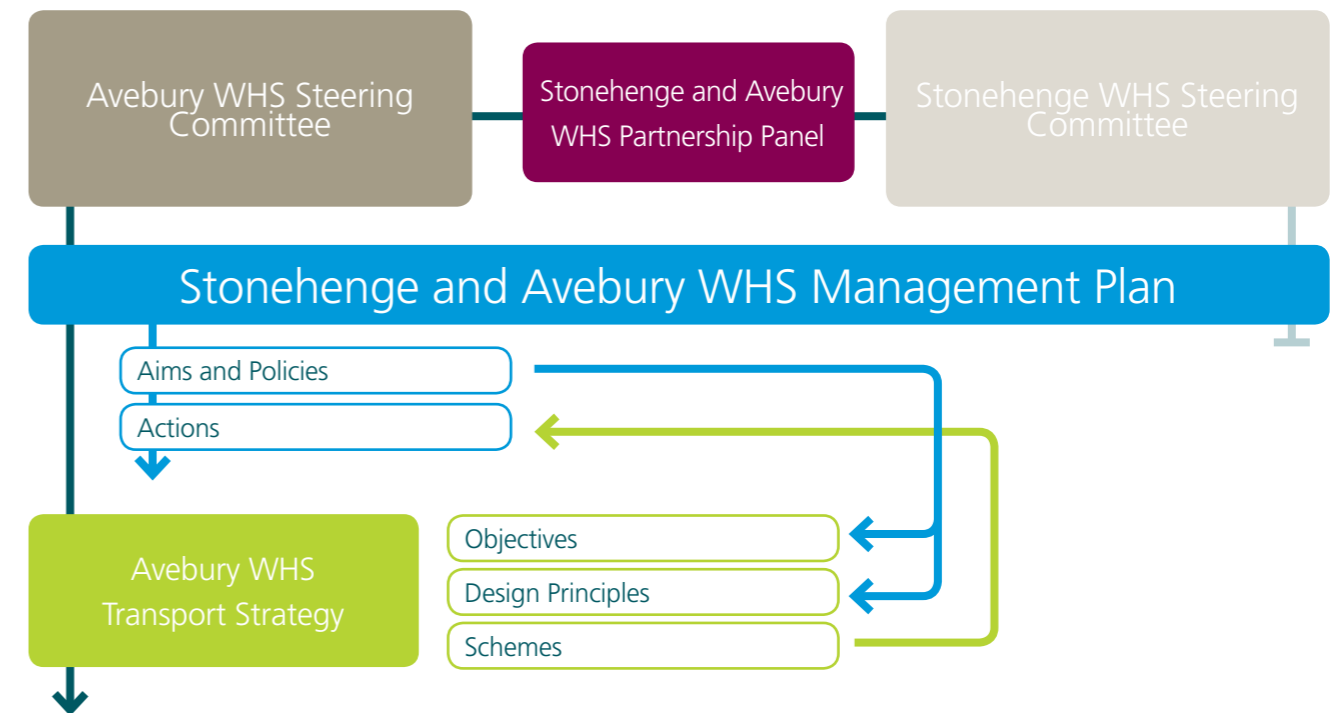 Avebury WHS Steering
Committee
Stonehenge and Avebury
WHS Partnership Panel
Stonehenge WHS Steering
Committee
Stonehenge and Avebury WHS Management Plan
Aims and Policies
Actions
Avebury WHS
Transport Strategy
Objectives
Design Principles
Schemes